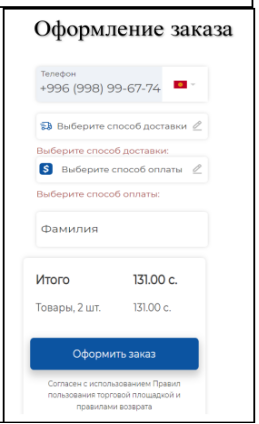 Оформление заказа
Телефон
+996 (998) 99-67-74
Выберите способ доставки
Выберите способ доставки:
S Выберите способ оплаты
Выберите способ оплаты:
Фамилия
Итого 131.00 с.
Товары, 2 шт. 131.00 с.
Оформить заказ
Согласен с использованием Правил
пользования торговой площадкой и
правилами возврата